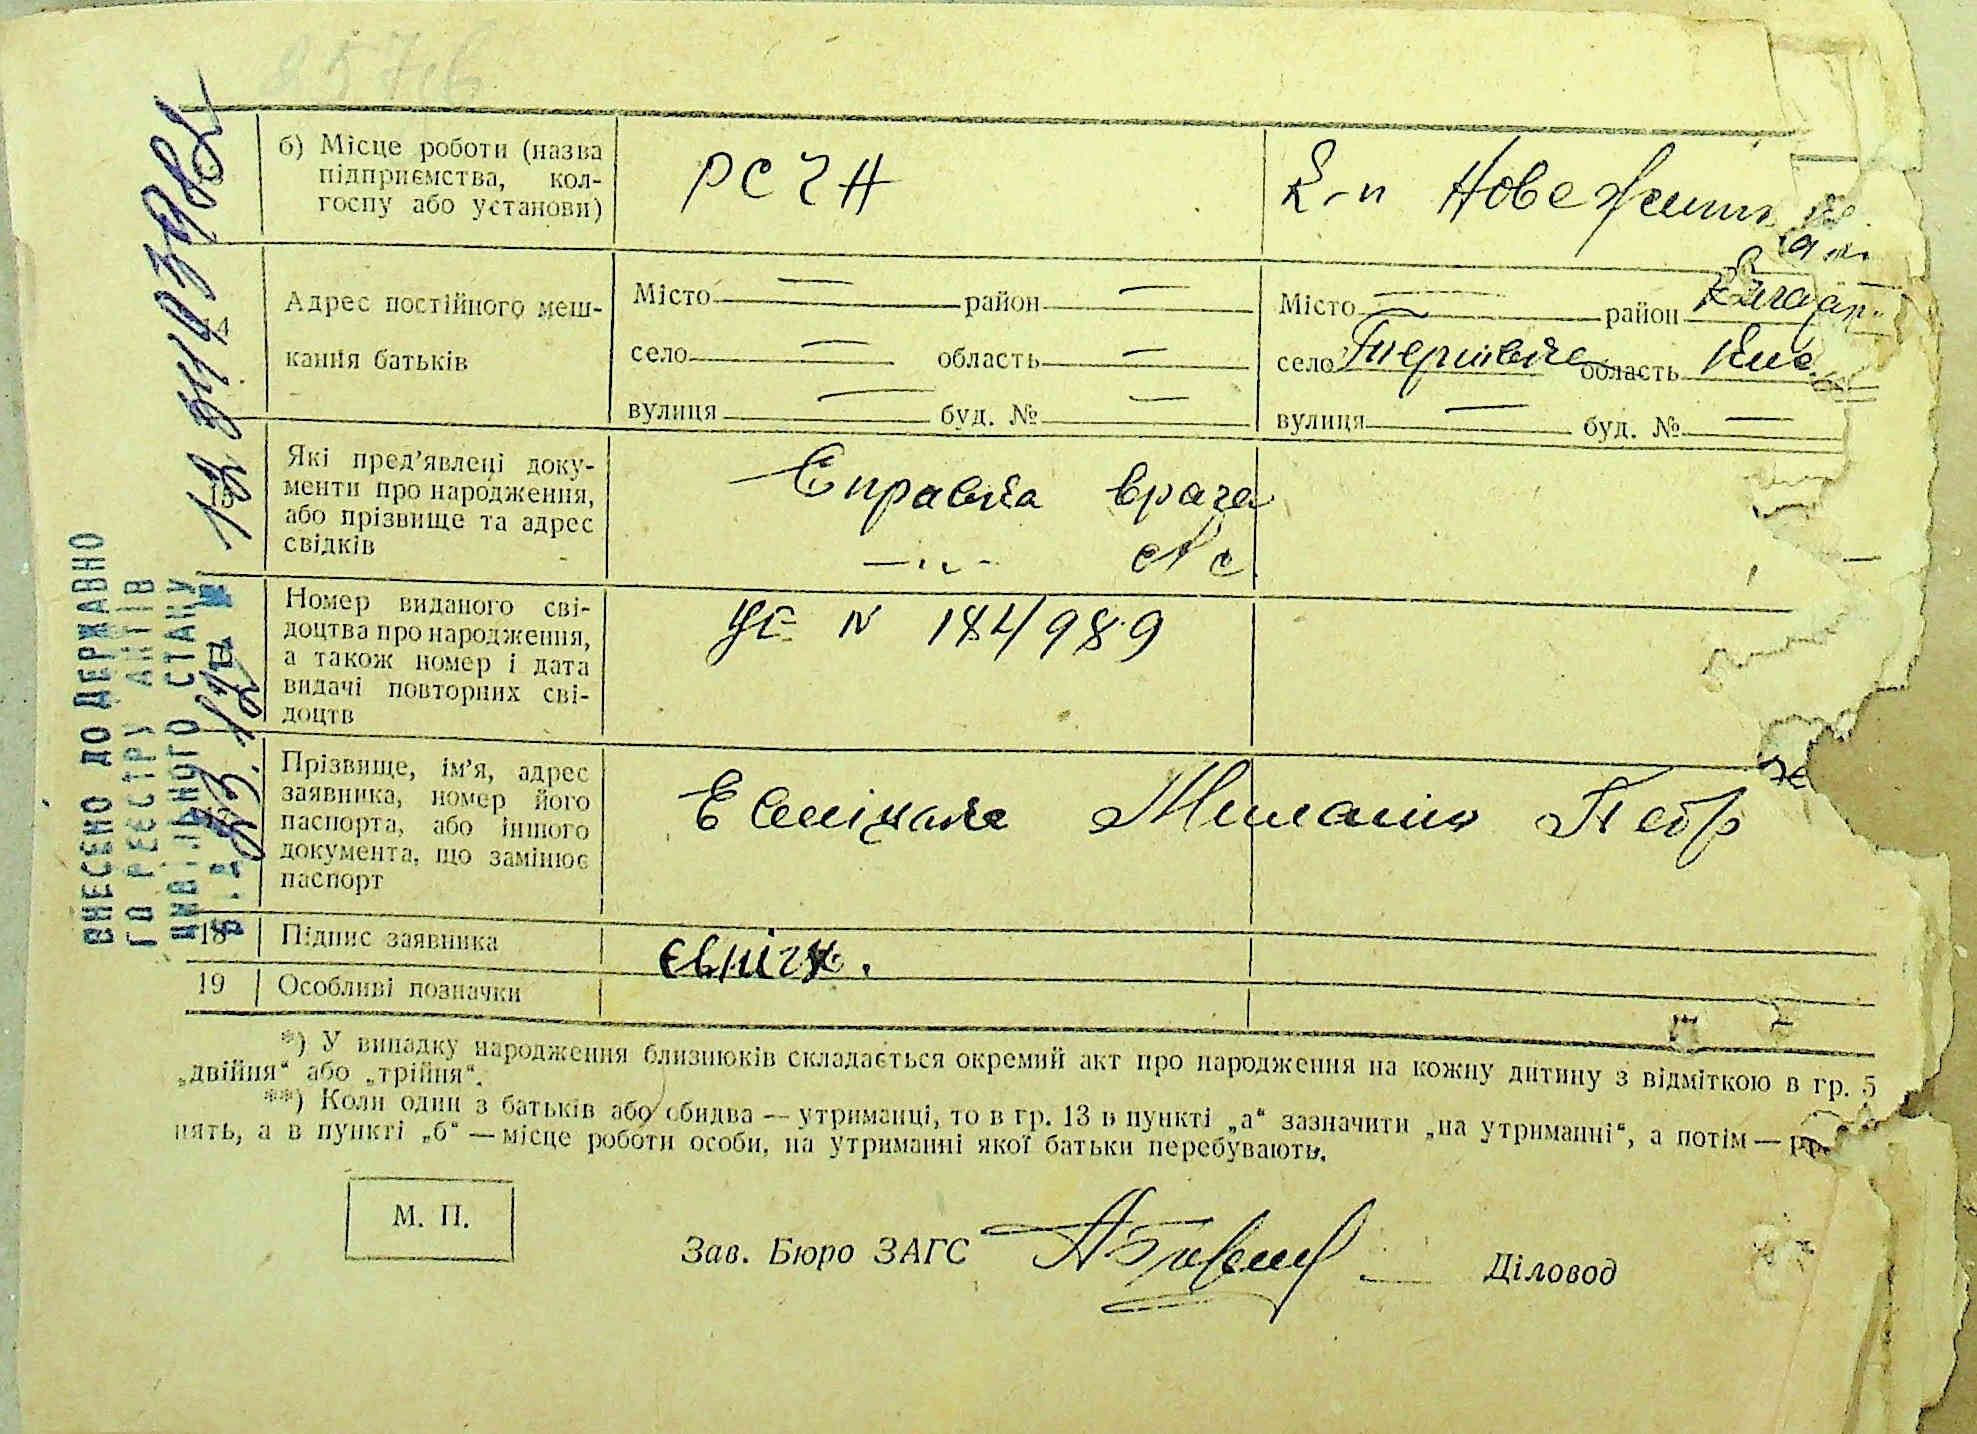 б) Місце роботи (назва
підприємства, кол-
госпу або установи)
РСЧН
К-п Нове Життя
14
Адрес постійного меш-
кання батьків
Місто — район —
село — область —
вулиця — буд. № —
Місто — район
село область
вулиця — буд. № —
15
Які пред'явлені доку-
менти про народження,
або прізвище та адрес
свідків
Справка врача
Номер виданого сві-
доцтва про народження,
а також номер і дата
видачі повторних сві-
доцтв
УЕ N 184989
Прізвище, ім'я, адрес
заявника, номер його
паспорта, або іншого
документа, що замінює
паспорт
18
Підпис заявника
19
Особливі позначки
ВНЕСЕНО ДО ДЕРЖАВНО
ГО РЕЄСТРУ АКТІВ
ЦИВІЛЬНОГО СТАНУ
*) У випадку народження близнюків складається окремий акт про народження на кожну дитину з відміткою в гр. 5
„двійня“ або „трійня“.
**) Коли один з батьків або обидва — утриманці, то в гр. 13 в пункті „а“ зазначити „на утриманні“, а потім —
пять, а в пункті „б“ — місце роботи особи, на утриманні якої батьки перебувають.
М. П.
Зав. Бюро ЗАГС
Діловод